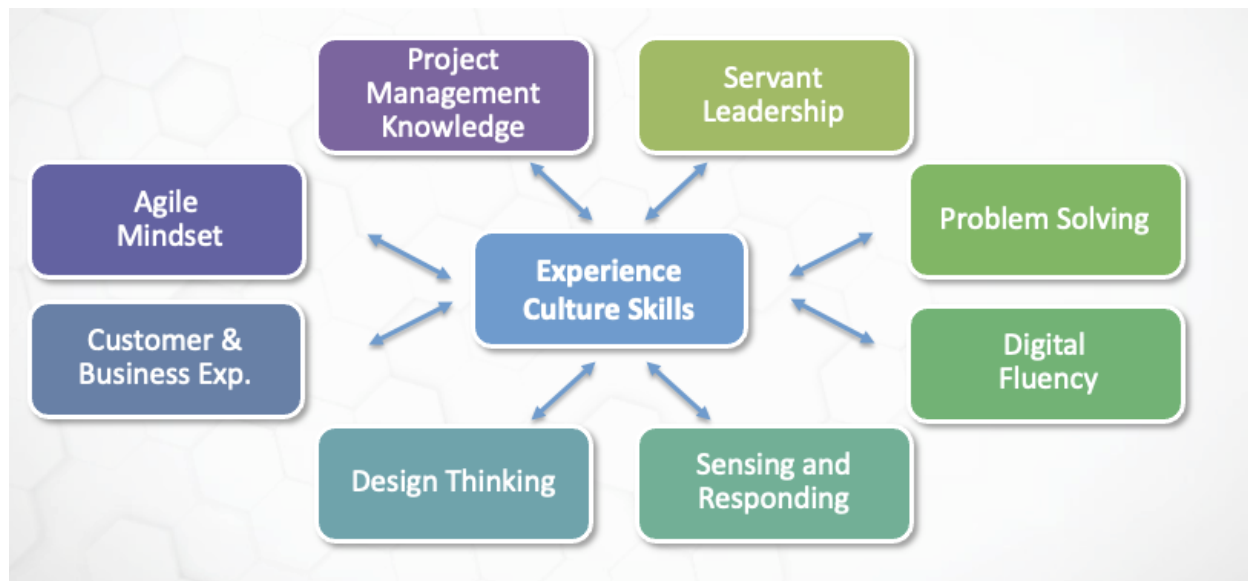 Project
Management
Knowledge
Servant
Leadership
Agile
Mindset
Problem Solving
Experience
Culture Skills
Customer &
Business Exp.
Digital
Fluency
Design Thinking
Sensing and
Responding